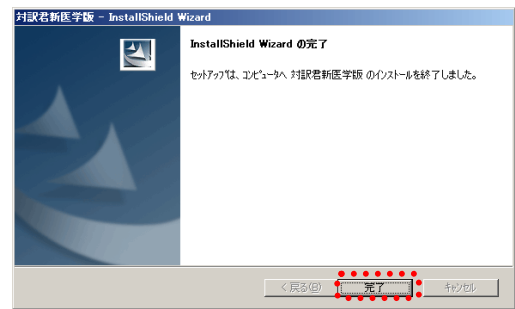 対訳君新医学版 - InstallShield Wizard
InstallShield Wizard の完了
セットアップは、コンピュータへ 対訳君新医学版 のインストールを終了しました。
< 戻る(B)
完了
キャンセル